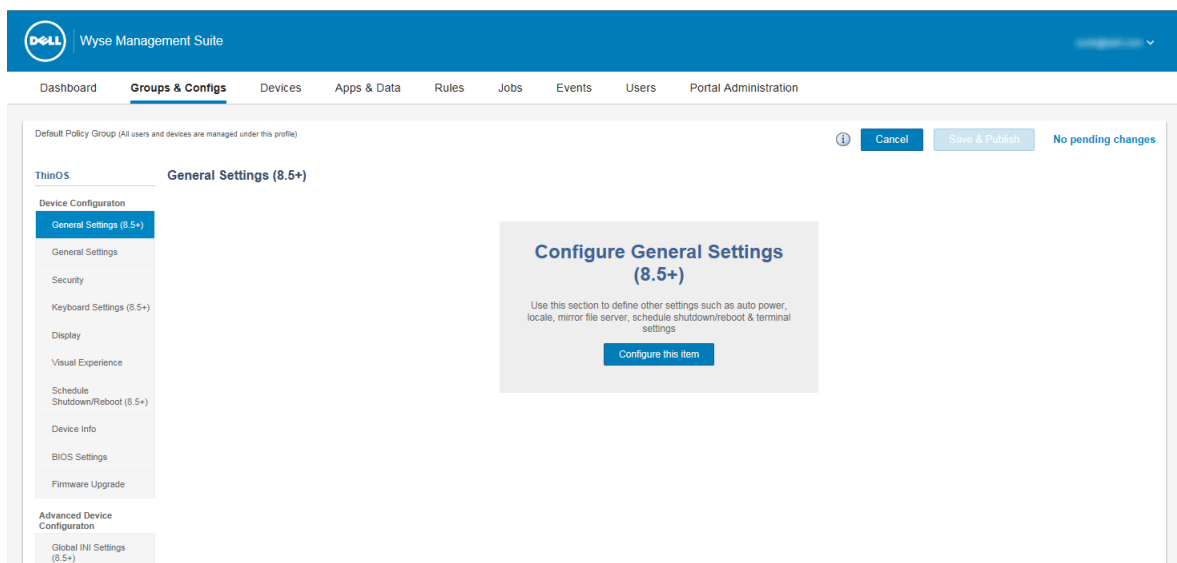 DELL
Wyse Management Suite
Dashboard
Groups & Configs
Devices
Apps & Data
Rules
Jobs
Events
Users
Portal Administration
Default Policy Group (All users and devices are managed under this profile)
i
Cancel
Save & Publish
No pending changes
ThinOS
General Settings (8.5+)
Device Configuraton
General Settings (8.5+)
General Settings
Security
Keyboard Settings (8.5+)
Display
Visual Experience
Schedule
Shutdown/Reboot (8.5+)
Device Info
BIOS Settings
Firmware Upgrade
Advanced Device
Configuraton
Global INI Settings
(8.5+)
Configure General Settings
(8.5+)
Use this section to define other settings such as auto power,
locale, mirror file server, schedule shutdown/reboot & terminal
settings
Configure this item